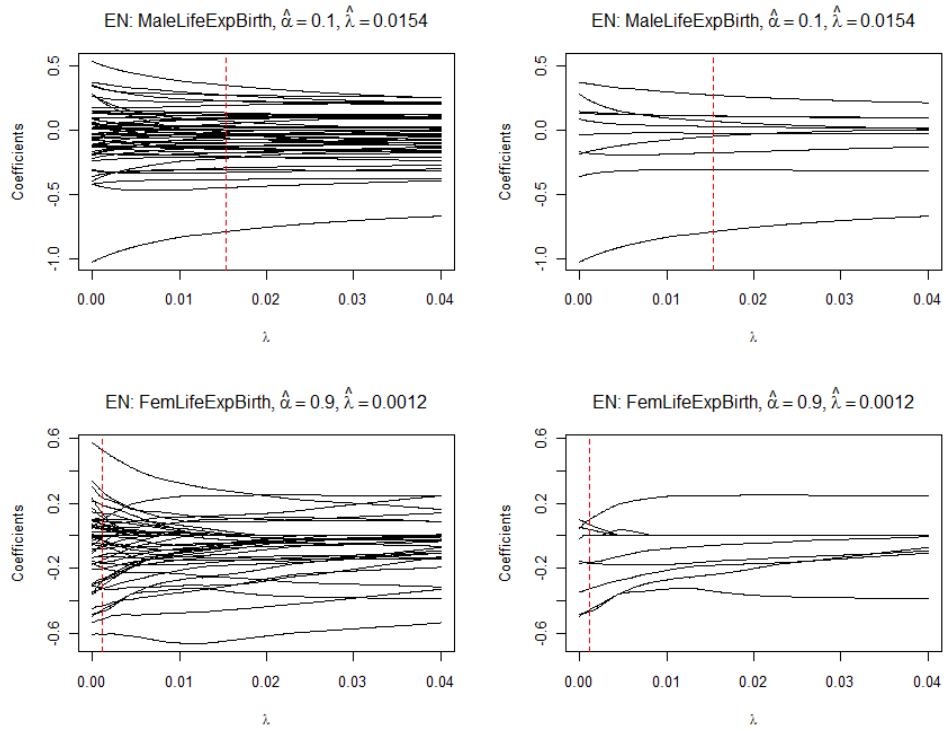 EN: MaleLifeExpBirth, α̂ = 0.1, λ̂ = 0.0154
Coefficients
0.5
0.0
-0.5
-1.0
0.00 0.01 0.02 0.03 0.04
λ
EN: MaleLifeExpBirth, α̂ = 0.1, λ̂ = 0.0154
Coefficients
0.5
0.0
-0.5
-1.0
0.00 0.01 0.02 0.03 0.04
λ
EN: FemLifeExpBirth, α̂ = 0.9, λ̂ = 0.0012
Coefficients
0.6
0.2
-0.2
-0.6
0.00 0.01 0.02 0.03 0.04
λ
EN: FemLifeExpBirth, α̂ = 0.9, λ̂ = 0.0012
Coefficients
0.6
0.2
-0.2
-0.6
0.00 0.01 0.02 0.03 0.04
λ